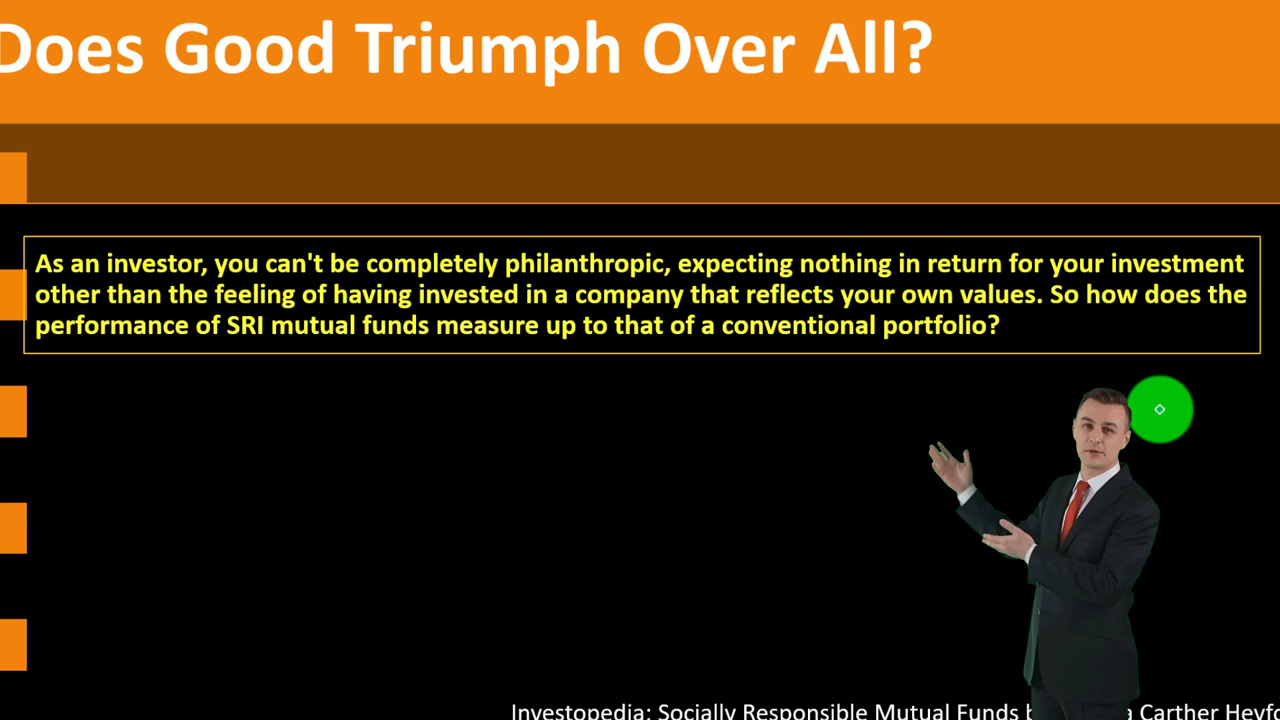 Does Good Triumph Over All?
As an investor, you can't be completely philanthropic, expecting nothing in return for your investment
other than the feeling of having invested in a company that reflects your own values. So how does the
performance of SRI mutual funds measure up to that of a conventional portfolio?
Investopedia: Socially Responsible Mutual Funds Carther